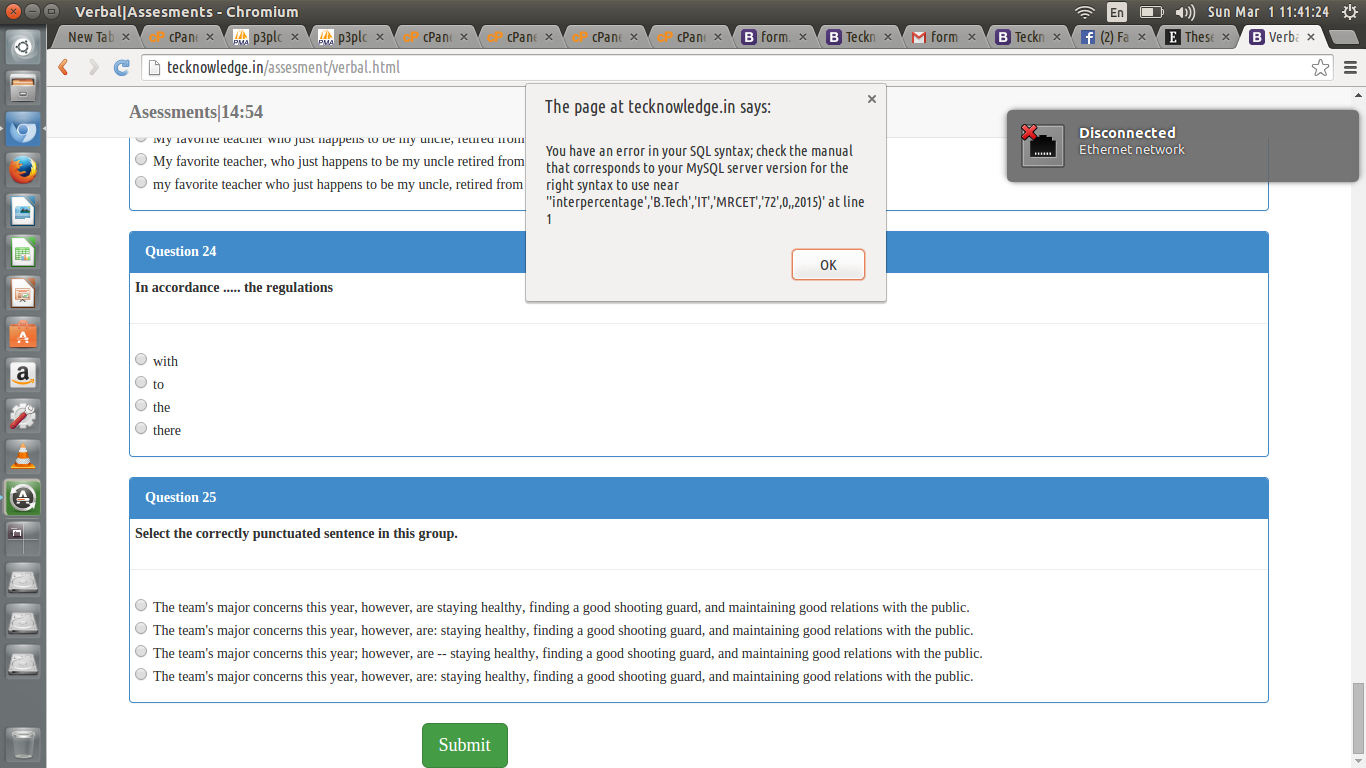 Verbal|Assesments - Chromium
En
Sun Mar 1 11:41:24
New Tab
cPane
p3plc
p3plc
cPane
cPane
cPane
cPane
form.
Teckn
form
Teckn
(2) Fa
These
Verba
tecknowledge.in/assesment/verbal.html
Asessments|14:54
The page at tecknowledge.in says:
You have an error in your SQL syntax; check the manual
that corresponds to your MySQL server version for the
right syntax to use near
''interpercentage','B.Tech','IT','MRCET','72',0,,2015)' at line
1
OK
Disconnected
Ethernet network
My favorite teacher who just happens to be my uncle, retired from
My favorite teacher, who just happens to be my uncle retired from
my favorite teacher who just happens to be my uncle, retired from
Question 24
In accordance ..... the regulations
with
to
the
there
Question 25
Select the correctly punctuated sentence in this group.
The team's major concerns this year, however, are staying healthy, finding a good shooting guard, and maintaining good relations with the public.
The team's major concerns this year, however, are: staying healthy, finding a good shooting guard, and maintaining good relations with the public.
The team's major concerns this year; however, are -- staying healthy, finding a good shooting guard, and maintaining good relations with the public.
The team's major concerns this year, however, are: staying healthy, finding a good shooting guard, and maintaining good relations with the public.
Submit